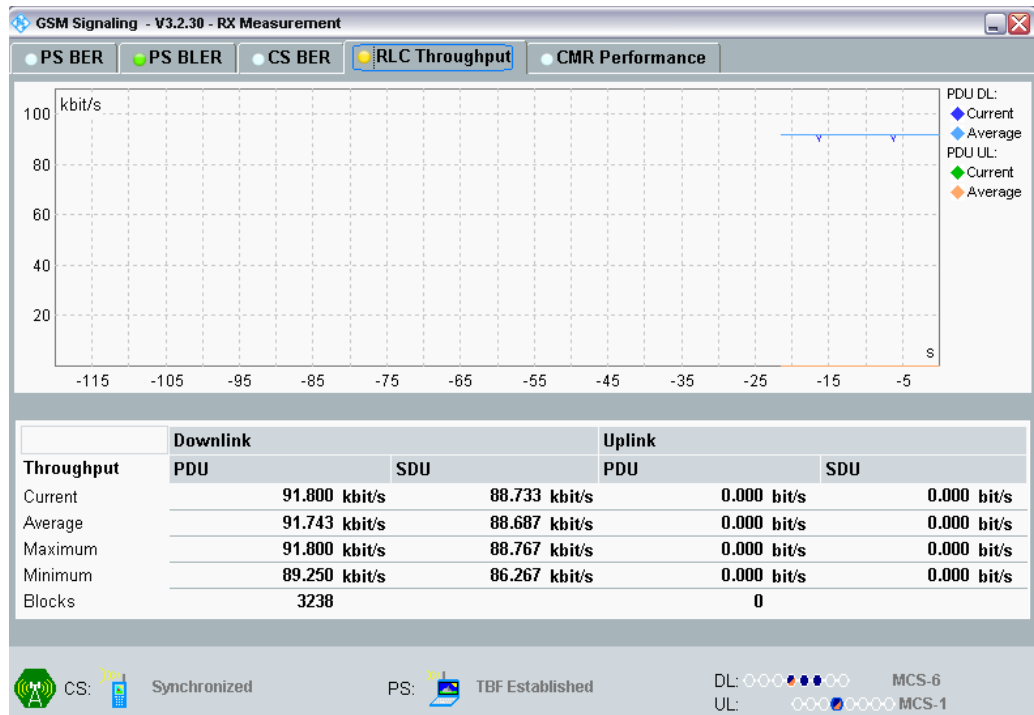 GSM Signaling - V3.2.30 - RX Measurement
PS BER PS BLER CS BER RLC Throughput CMR Performance
kbit/s
100
80
60
40
20
s
-115 -105 -95 -85 -75 -65 -55 -45 -35 -25 -15 -5
PDU DL:
Current
Average
PDU UL:
Current
Average
Downlink Uplink
Throughput PDU SDU PDU SDU
Current 91.800 kbit/s 88.733 kbit/s 0.000 bit/s 0.000 bit/s
Average 91.743 kbit/s 88.687 kbit/s 0.000 bit/s 0.000 bit/s
Maximum 91.800 kbit/s 88.767 kbit/s 0.000 bit/s 0.000 bit/s
Minimum 89.250 kbit/s 86.267 kbit/s 0.000 bit/s 0.000 bit/s
Blocks 3238 0
CS: Synchronized PS: TBF Established DL: MCS-6
UL: MCS-1